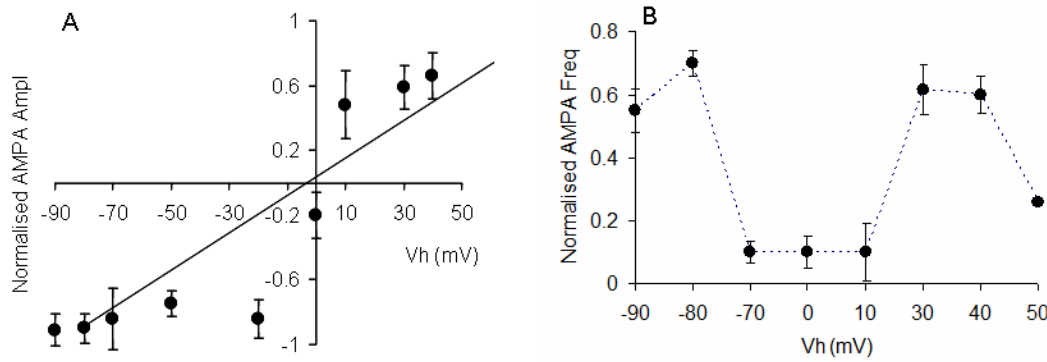 A
Normalised AMPA Ampl
1
0.6
0.2
-0.2
-0.6
-1
-90 -70 -50 -30 -10 10 30 50
Vh (mV)
B
Normalised AMPA Freq
0.8
0.6
0.4
0.2
0
-90 -80 -70 0 10 30 40 50
Vh (mV)